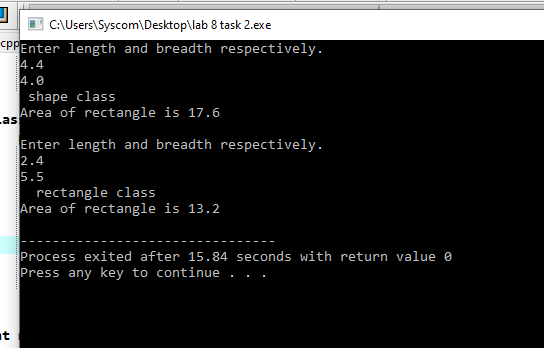 C:\Users\Syscom\Desktop\lab 8 task 2.exe
cpp
Enter length and breadth respectively.
4.4
4.0
shape class
Area of rectangle is 17.6
las
Enter length and breadth respectively.
2.4
5.5
rectangle class
Area of rectangle is 13.2
--------------------------------
Process exited after 15.84 seconds with return value 0
Press any key to continue . . .